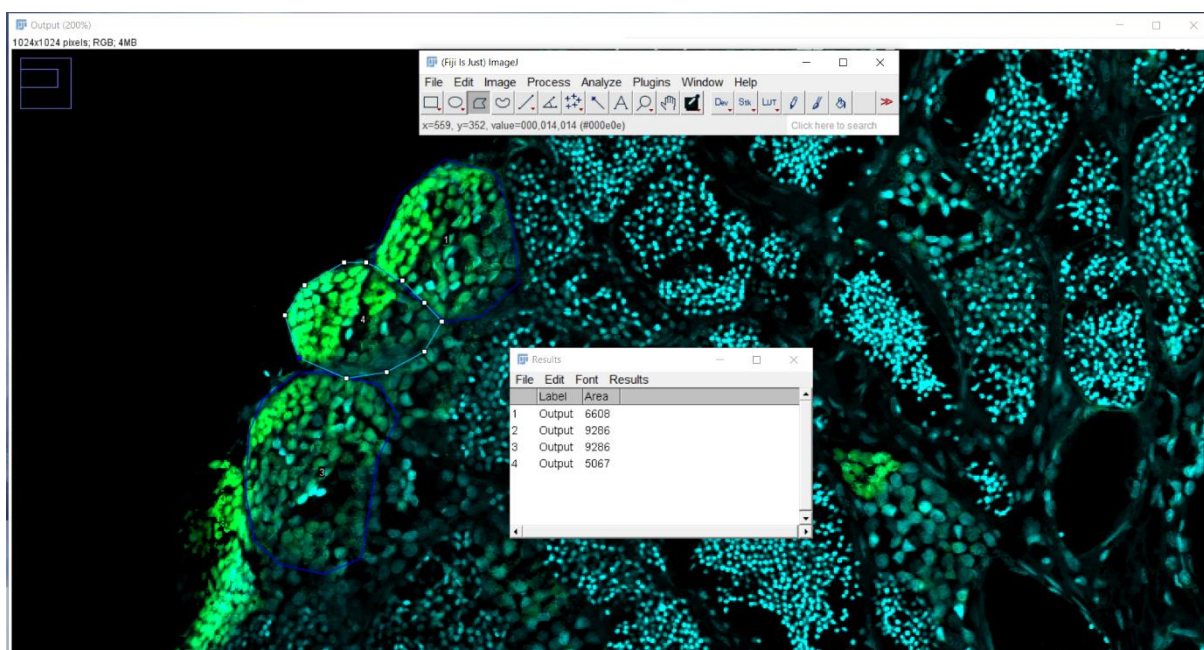 Output (200%)
1024x1024 pixels; RGB; 4MB
(Fiji Is Just) ImageJ
File Edit Image Process Analyze Plugins Window Help
Dev Stk LUT
x=559, y=352, value=000,014,014 (#000e0e) Click here to search
1
4
3
Results
File Edit Font Results
Label Area
1 Output 6608
2 Output 9286
3 Output 9286
4 Output 5067